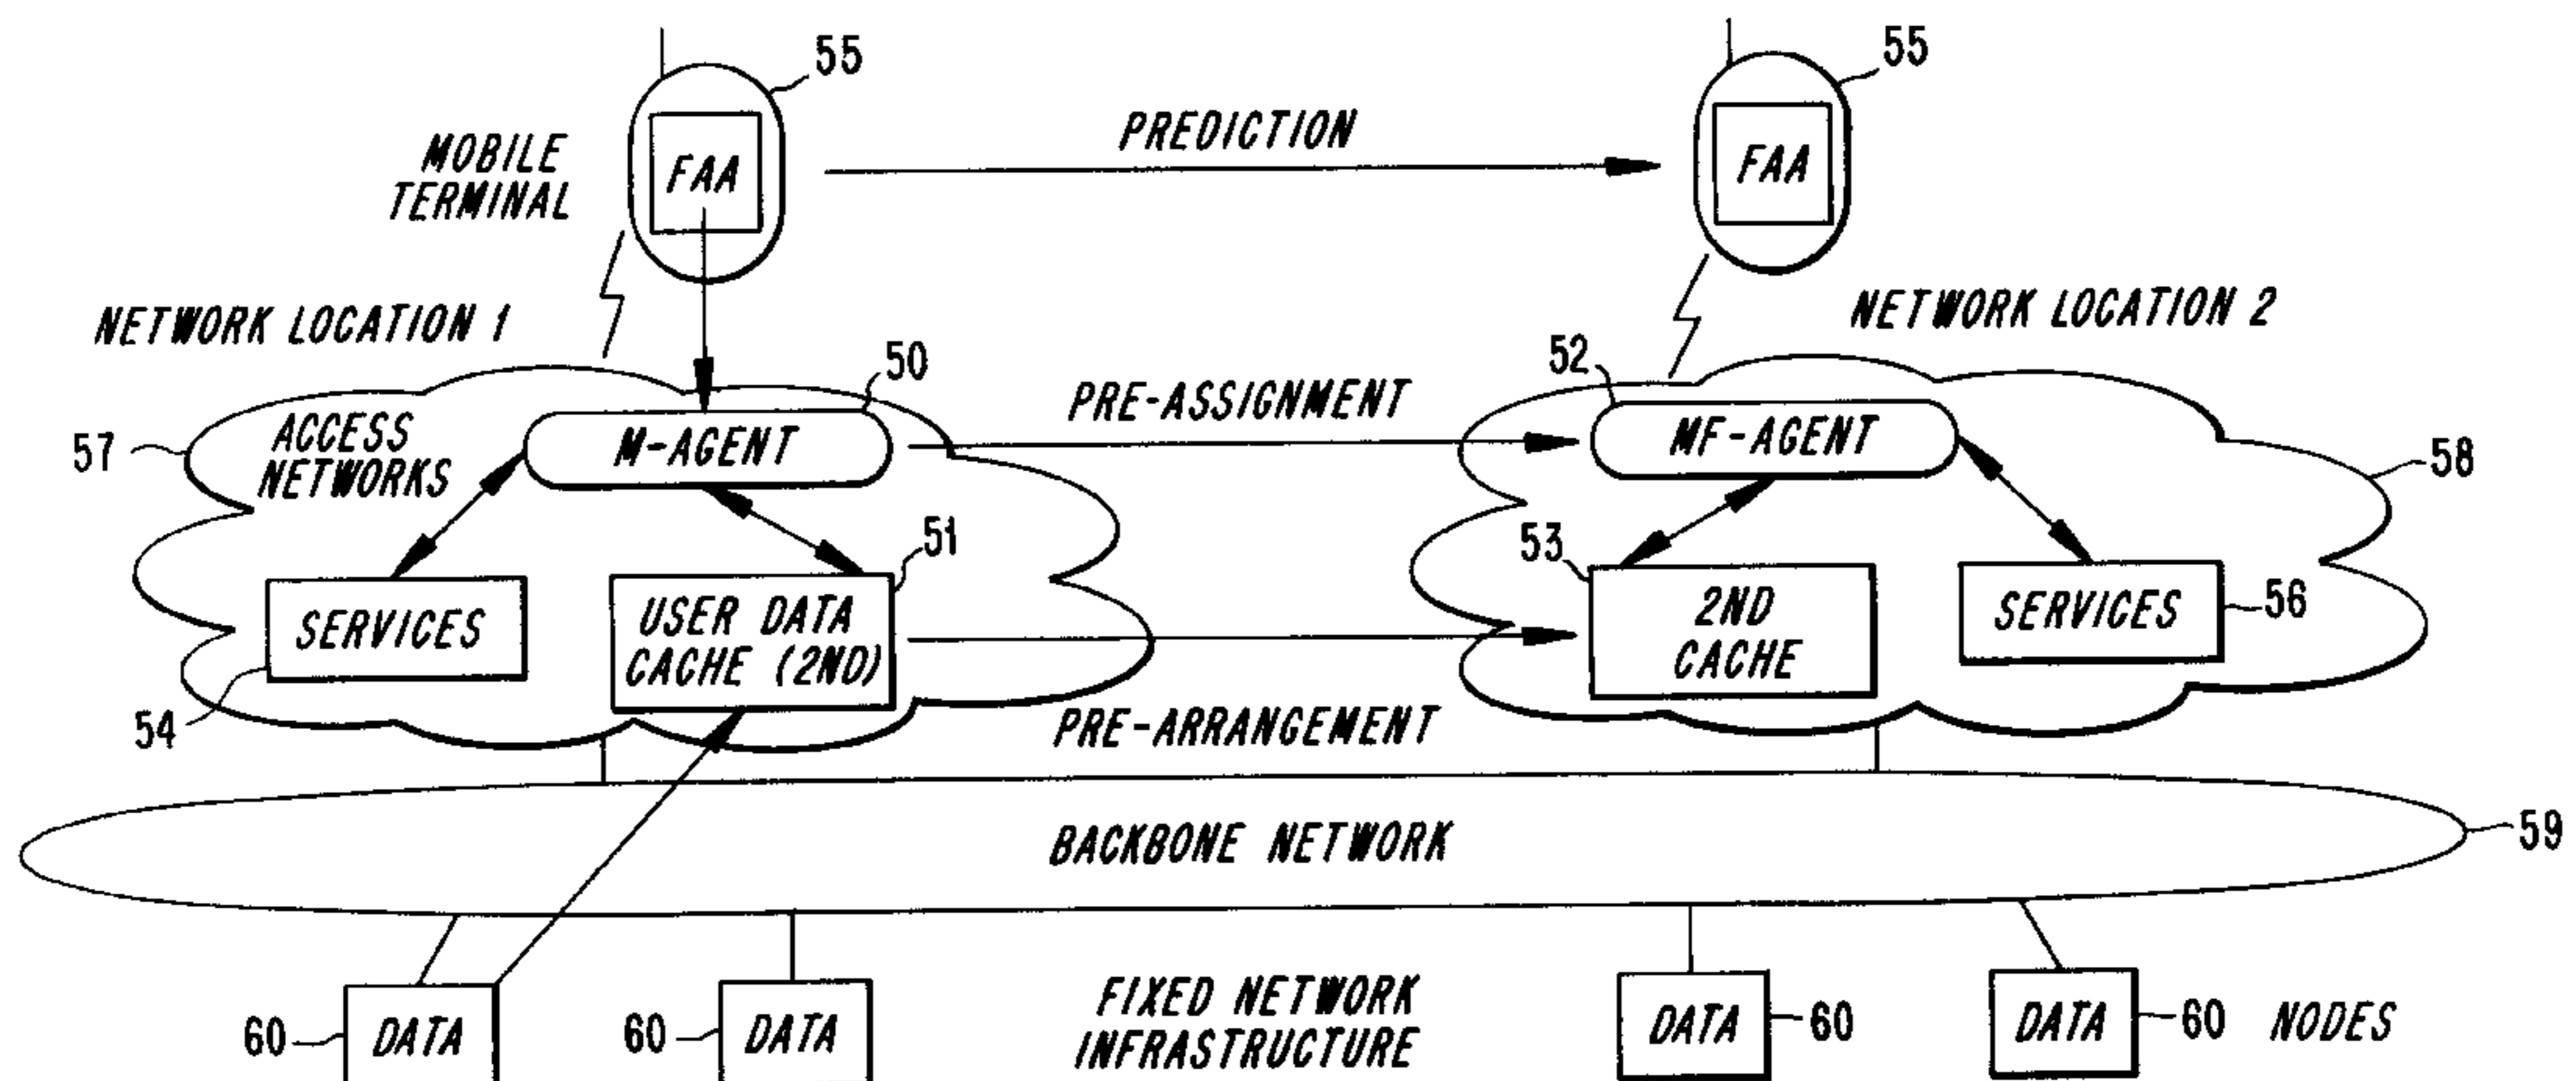 55
55
MOBILE
TERMINAL
FAA
PREDICTION
FAA
NETWORK LOCATION 1
NETWORK LOCATION 2
50
52
57
ACCESS
NETWORKS
M-AGENT
PRE-ASSIGNMENT
MF-AGENT
58
51
53
SERVICES
USER DATA
CACHE (2ND)
2ND
CACHE
SERVICES
56
54
PRE-ARRANGEMENT
BACKBONE NETWORK
59
60
DATA
60
DATA
FIXED NETWORK
INFRASTRUCTURE
DATA
60
DATA
60
NODES